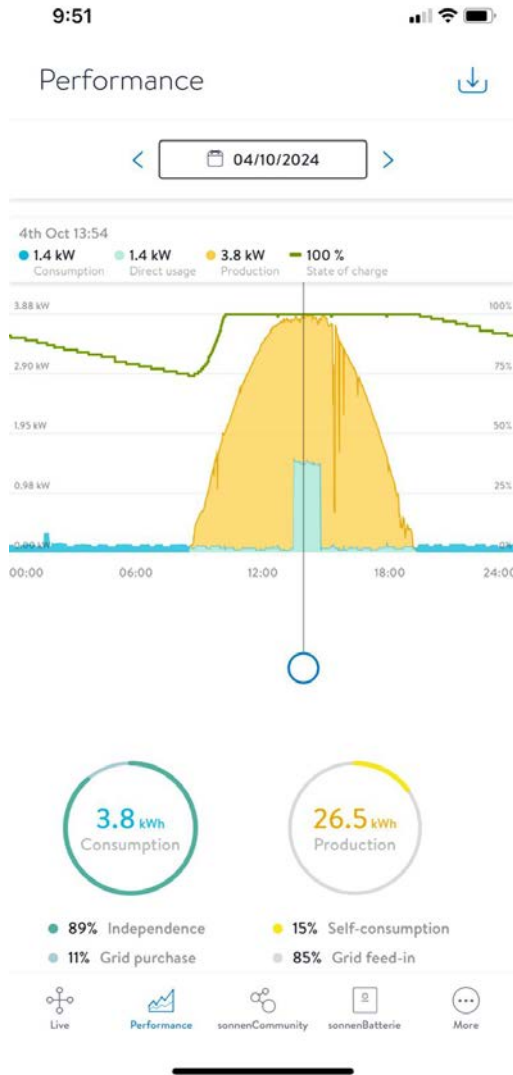 9:51
Performance
04/10/2024
4th Oct 13:54
1.4 kW 1.4 kW 3.8 kW 100 %
Consumption Direct usage Production State of charge
3.88 kW 100%
2.90 kW 75%
1.95 kW 50%
0.98 kW 25%
0.00 kW 0%
00:00 06:00 12:00 18:00 24:00
3.8 kWh 26.5 kWh
Consumption Production
89% Independence 15% Self-consumption
11% Grid purchase 85% Grid feed-in
Live Performance sonnenCommunity sonnenBatterie More